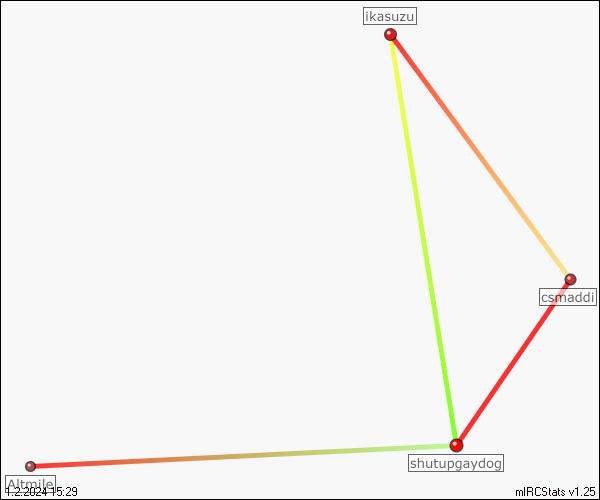 ikasuzu
csmaddi
shutupgaydog
Altmile
1.2.2024 15:29
mIRCStats v1.25